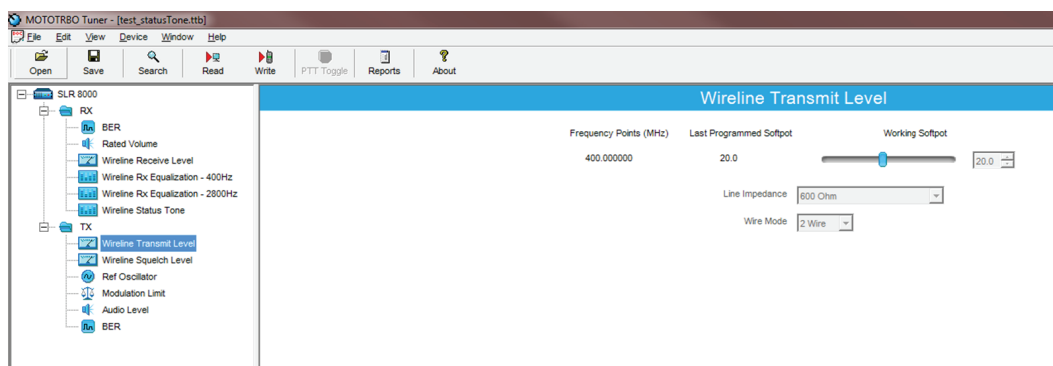 MOTOTRBO Tuner - [test_statusTone.ttb]
File Edit View Device Window Help
Open Save Search Read Write PTT Toggle Reports About
SLR 8000
RX
BER
Rated Volume
Wireline Receive Level
Wireline Rx Equalization - 400Hz
Wireline Rx Equalization - 2800Hz
Wireline Status Tone
TX
Wireline Transmit Level
Wireline Squelch Level
Ref Oscillator
Modulation Limit
Audio Level
BER
Wireline Transmit Level
Frequency Points (MHz) Last Programmed Softpot Working Softpot
400.000000 20.0 20.0
Line Impedance 600 Ohm
Wire Mode 2 Wire